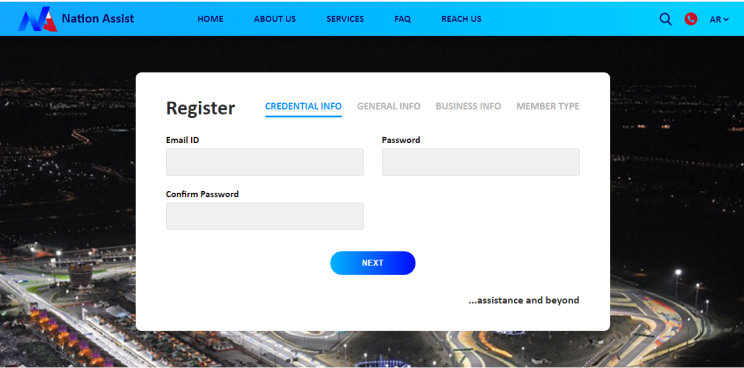 Nation Assist HOME ABOUT US SERVICES FAQ REACH US AR
Register CREDENTIAL INFO GENERAL INFO BUSINESS INFO MEMBER TYPE
Email ID Password
Confirm Password
NEXT
...assistance and beyond